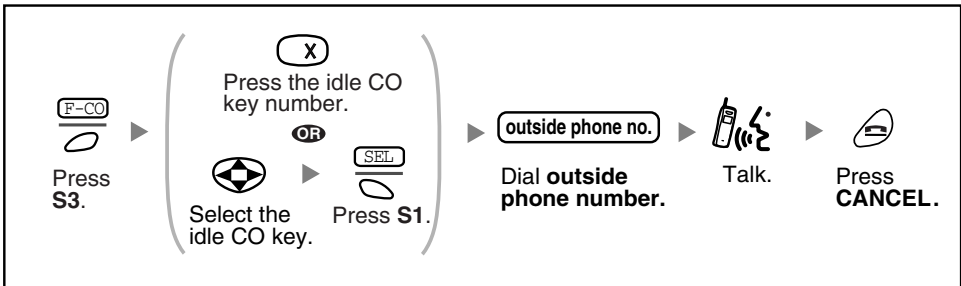 F-CO
Press
S3.
X
Press the idle CO
key number.
OR
Select the
idle CO key.
SEL
Press S1.
outside phone no.
Dial outside
phone number.
Talk.
Press
CANCEL.